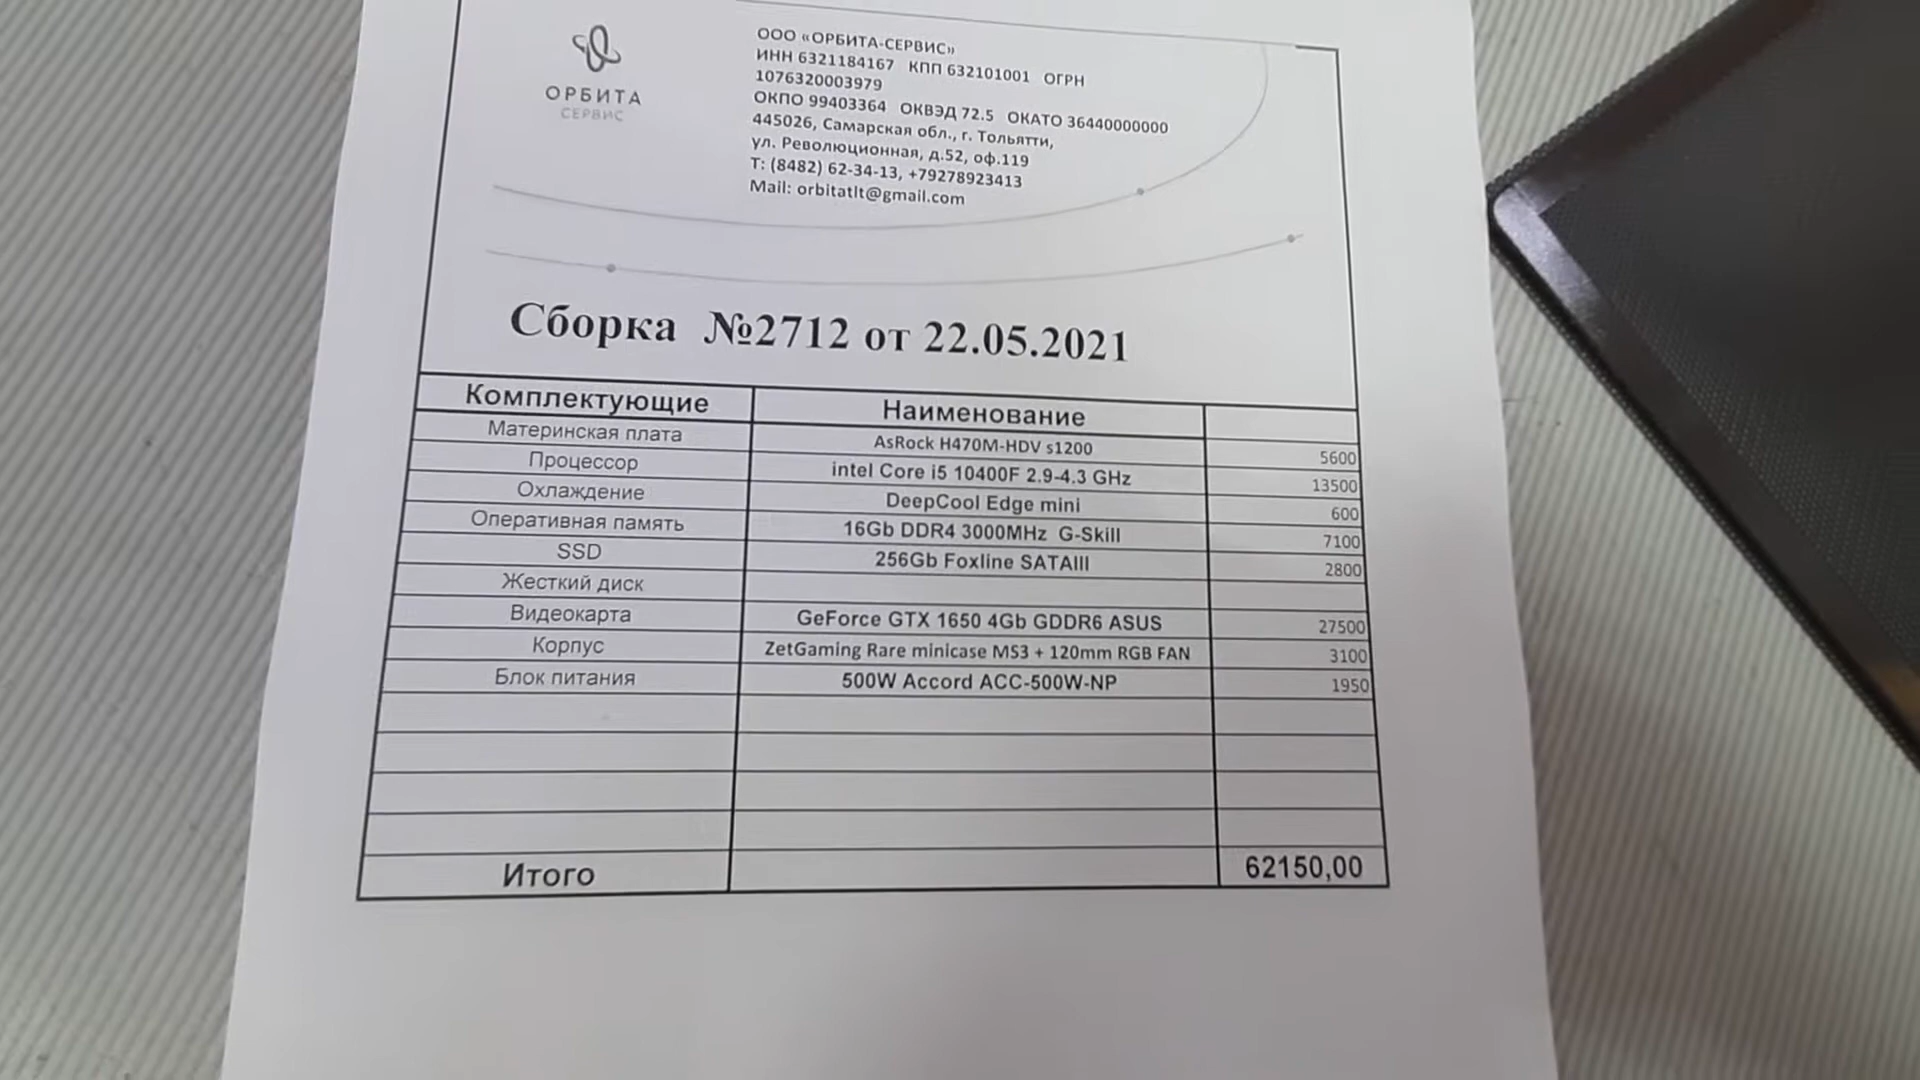 ОРБИТА
СЕРВИС
ООО «ОРБИТА-СЕРВИС»
ИНН 6321184167 КПП 632101001 ОГРН
1076320003979
ОКПО 99403364 ОКВЭД 72.5 ОКАТО 36440000000
445026, Самарская обл., г. Тольятти,
ул. Революционная, д.52, оф.119
Т: (8482) 62-34-13, +79278923413
Mail: orbitatlt@gmail.com
Сборка №2712 от 22.05.2021
Комплектующие Наименование
Материнская плата AsRock H470M-HDV s1200 5600
Процессор intel Core i5 10400F 2.9-4.3 GHz 13500
Охлаждение DeepCool Edge mini 600
Оперативная память 16Gb DDR4 3000MHz G-Skill 7100
SSD 256Gb Foxline SATAIII 2800
Жесткий диск
Видеокарта GeForce GTX 1650 4Gb GDDR6 ASUS 27500
Корпус ZetGaming Rare minicase MS3 + 120mm RGB FAN 3100
Блок питания 500W Accord ACC-500W-NP 1950
Итого 62150,00